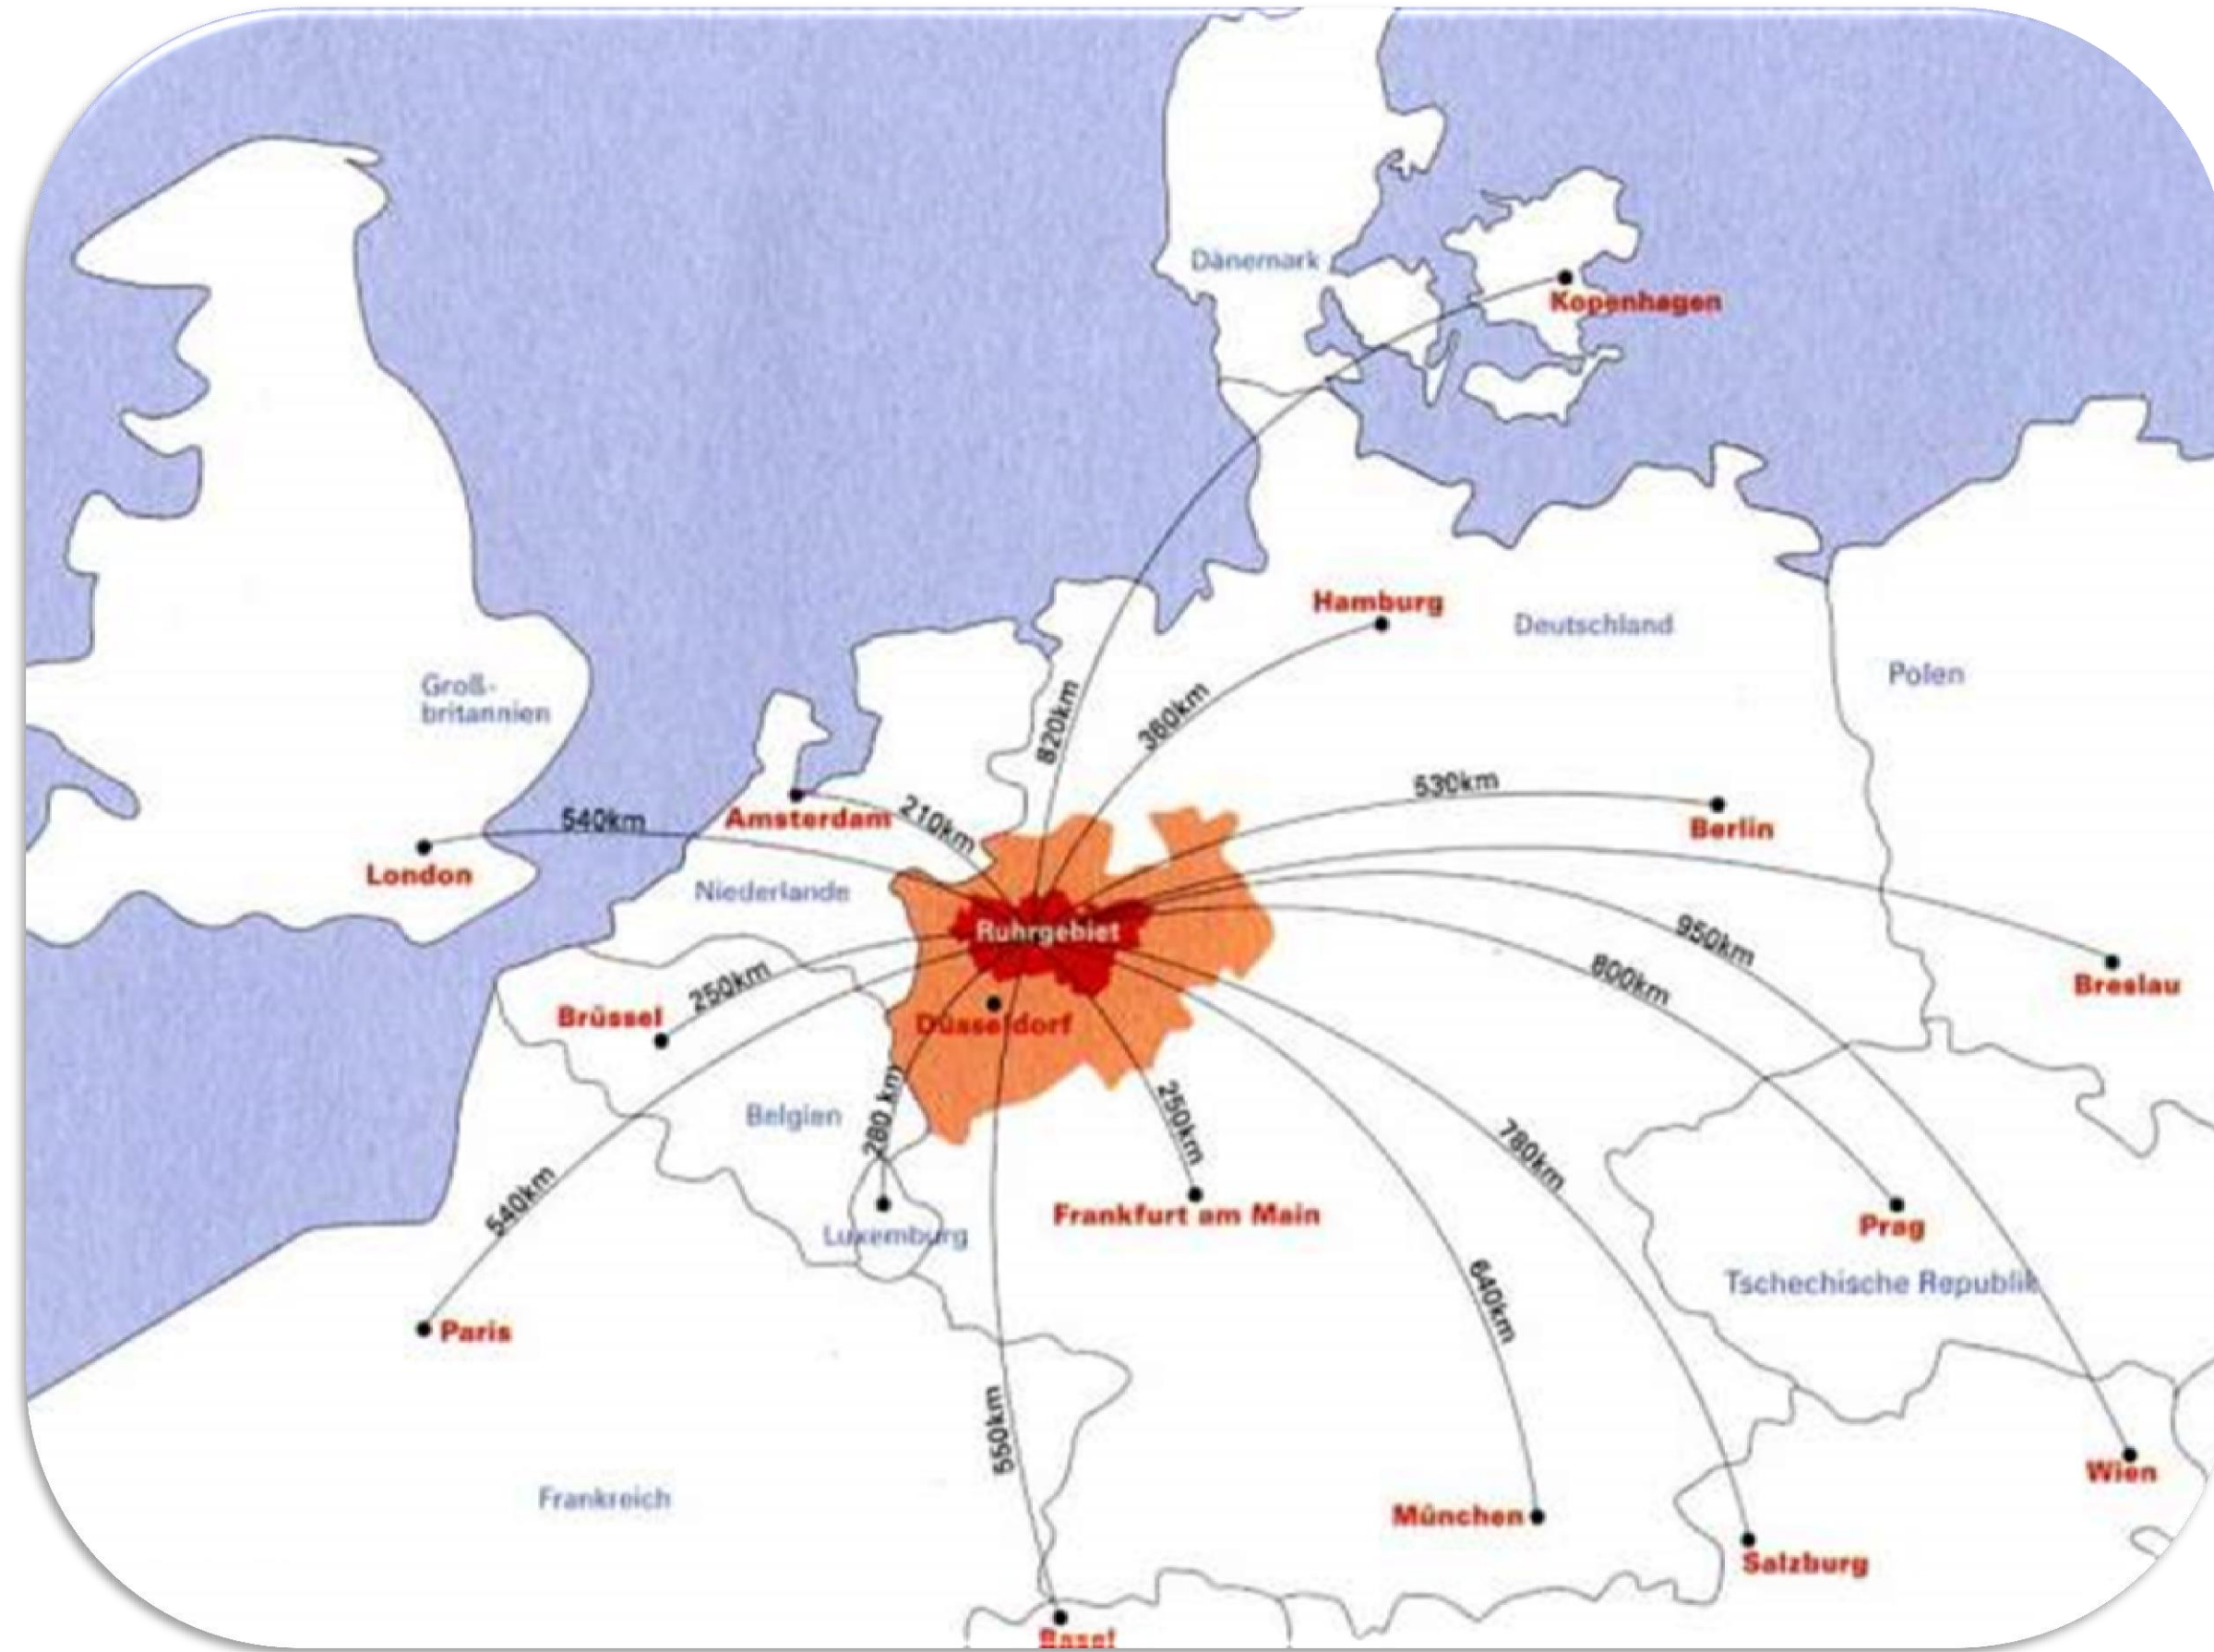 Dänemark
Kopenhagen
Hamburg
Deutschland
Polen
Groß-
britannien
820km
360km
530km
540km
Amsterdam
210km
Berlin
London
Niederlande
Ruhrgebiet
950km
800km
Breslau
Brüssel
250km
Düsseldorf
Belgien
280 km
250km
780km
540km
Luxemburg
Frankfurt am Main
Prag
Tschechische Republik
640km
Paris
550km
Frankreich
München
Wien
Salzburg
Basel